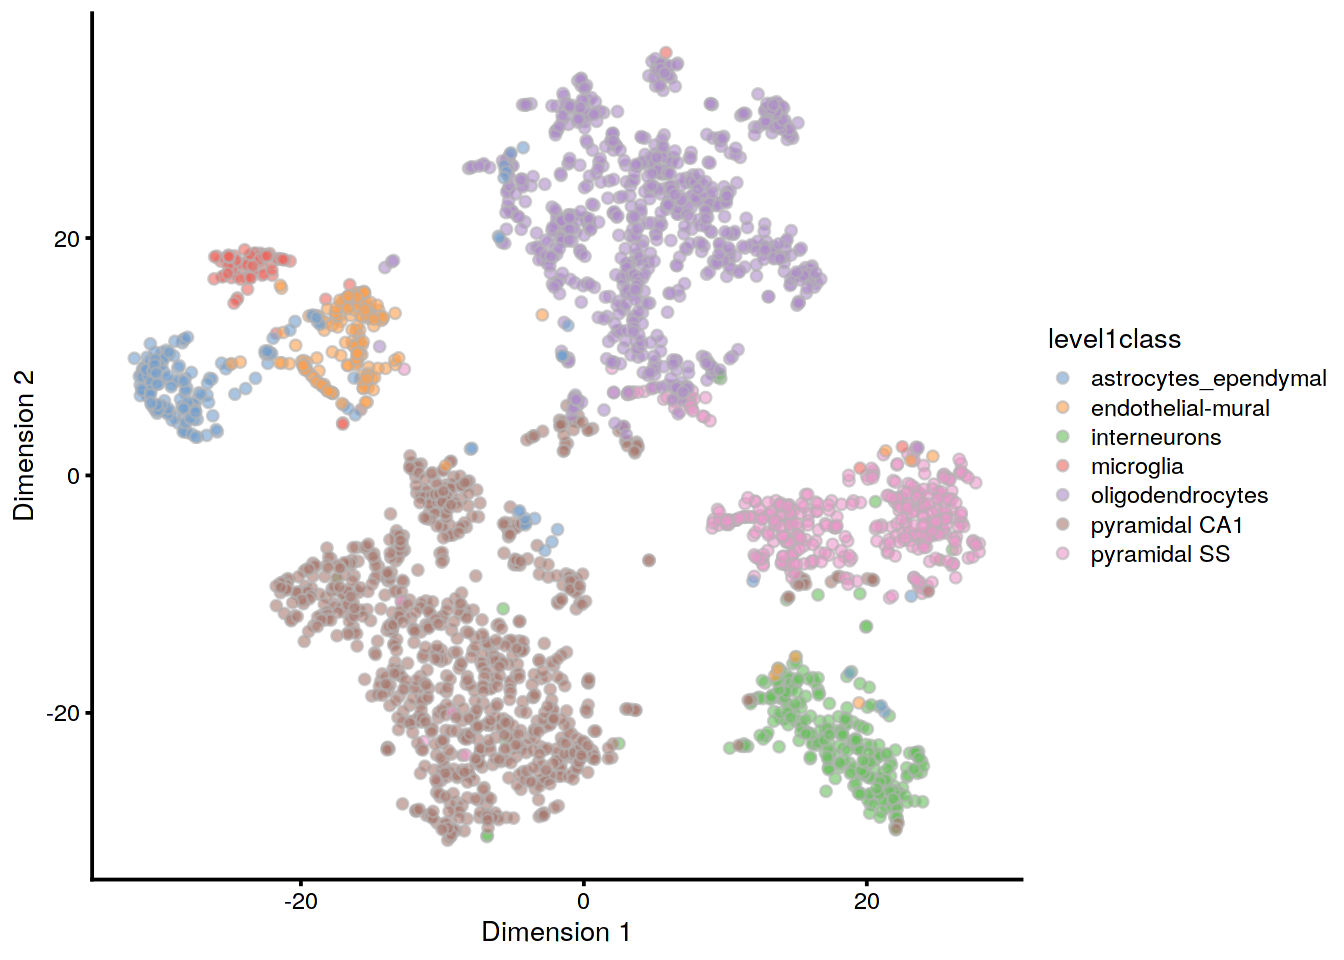 20
0
-20
Dimension 2
-20
0
20
Dimension 1
level1class
astrocytes_ependymal
endothelial-mural
interneurons
microglia
oligodendrocytes
pyramidal CA1
pyramidal SS